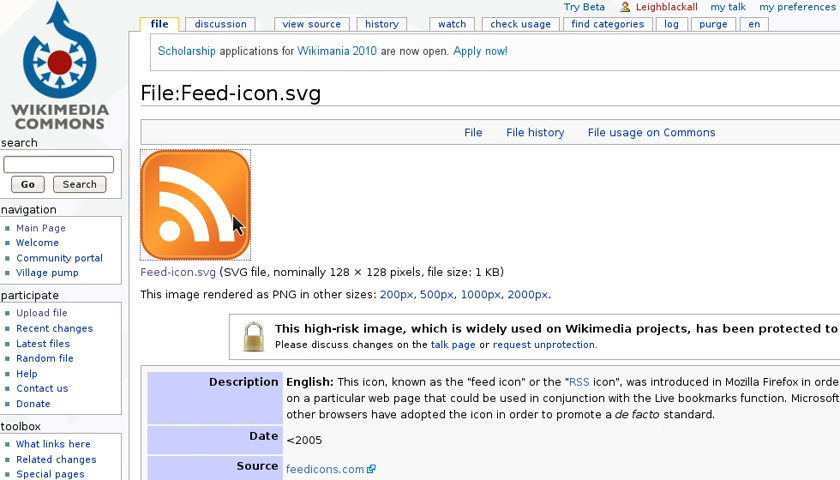 Try Beta Leighblackall my talk my preferences
file discussion view source history watch check usage find categories log purge en
Scholarship applications for Wikimania 2010 are now open. Apply now!
WIKIMEDIA
COMMONS
File:Feed-icon.svg
File File history File usage on Commons
search
Go Search
navigation
Main Page
Welcome
Community portal
Village pump
participate
Upload file
Recent changes
Latest files
Random file
Help
Contact us
Donate
toolbox
What links here
Related changes
Special pages
Feed-icon.svg (SVG file, nominally 128 × 128 pixels, file size: 1 KB)
This image rendered as PNG in other sizes: 200px, 500px, 1000px, 2000px.
This high-risk image, which is widely used on Wikimedia projects, has been protected to
Please discuss changes on the talk page or request unprotection.
Description English: This icon, known as the "feed icon" or the "RSS icon", was introduced in Mozilla Firefox in orde
on a particular web page that could be used in conjunction with the Live bookmarks function. Microsoft
other browsers have adopted the icon in order to promote a de facto standard.
Date <2005
Source feedicons.com